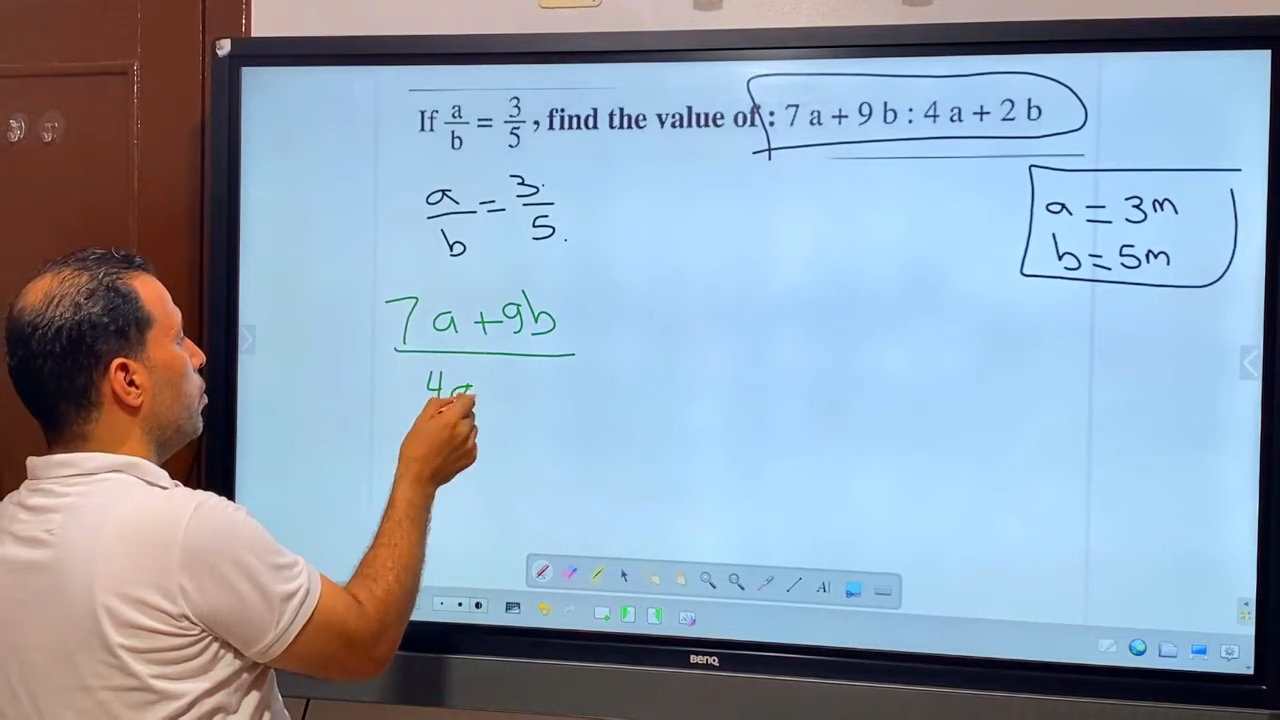 If a/b = 3/5, find the value of : 7 a + 9 b : 4 a + 2 b
a/b = 3/5.
a = 3m
b = 5m
7a+9b
4a
BenQ